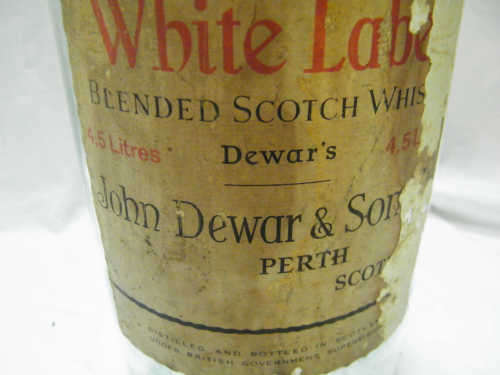 White Labe
BLENDED SCOTCH WHIS
4,5 Litres Dewar's 4,5L
John Dewar & Son
PERTH
SCOT
DISTILLED AND BOTTLED IN SCOTLA
UNDER BRITISH GOVERNMENT SUPERVISION